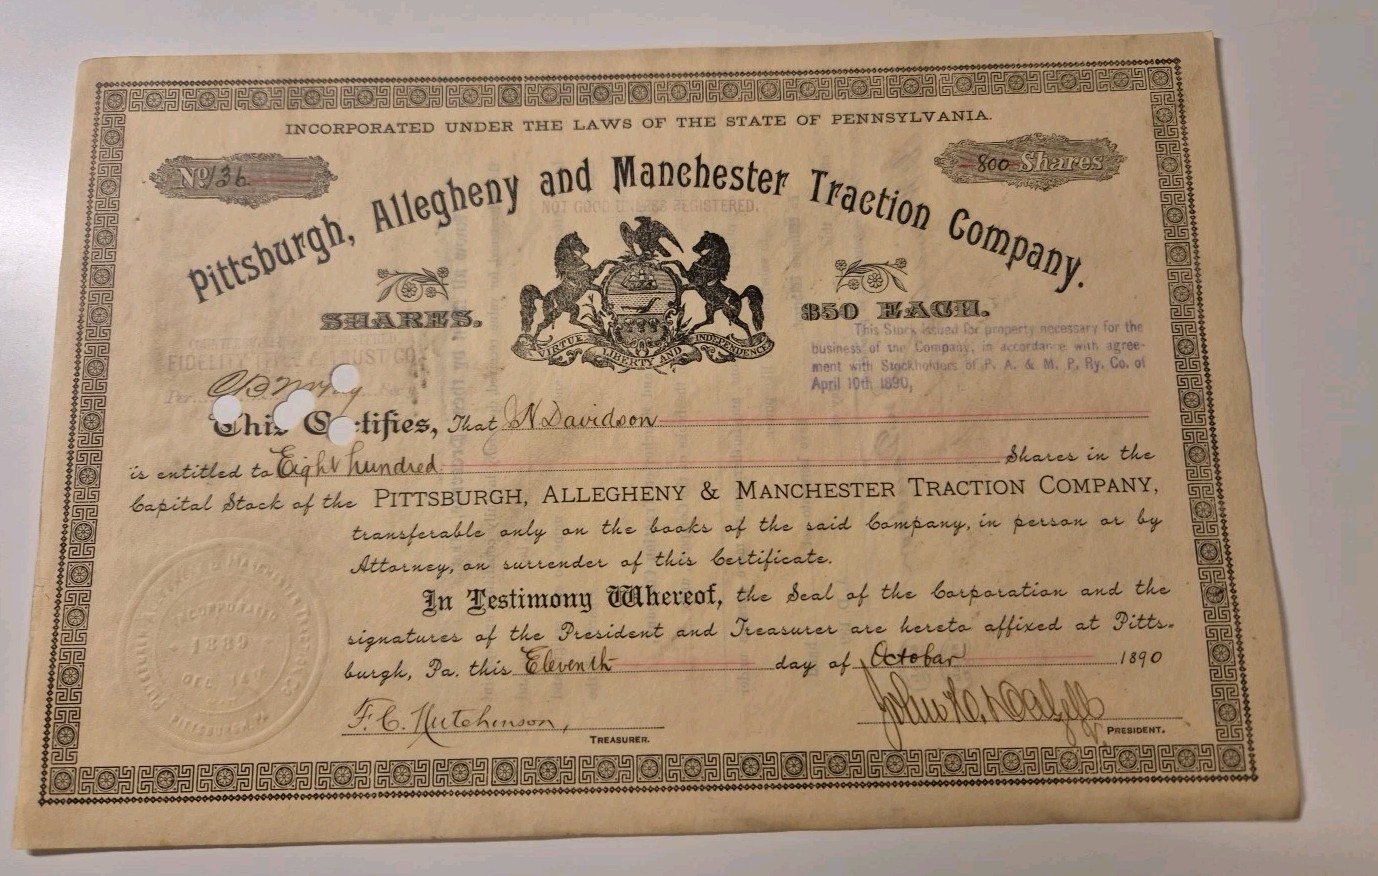 INCORPORATED UNDER THE LAWS OF THE STATE OF PENNSYLVANIA.
No 136
800 Shares
Pittsburgh, Allegheny and Manchester Traction Company.
NOT GOOD UNLESS REGISTERED.
SHARES. $50 EACH.
VIRTUE LIBERTY AND INDEPENDENCE
This Stock issued for property necessary for the
business of the Company, in accordance with agree-
ment with Stockholders of P. A. & M. P. Ry. Co. of
April 10th 1890,
FIDELITY TITLE & TRUST CO.
Per
This Certifies, That J N Davidson
is entitled to Eight hundred Shares in the
Capital Stock of the PITTSBURGH, ALLEGHENY & MANCHESTER TRACTION COMPANY,
transferable only on the books of the said Company, in person or by
Attorney, on surrender of this Certificate.
In Testimony Whereof, the Seal of the Corporation and the
signatures of the President and Treasurer are hereto affixed at Pitts-
burgh, Pa. this Eleventh day of October 1890
INCORPORATED
1889
DEC. 14
PITTSBURGH, PA
F. C. Hutchinson,
TREASURER.
John W. Dalzell
PRESIDENT.